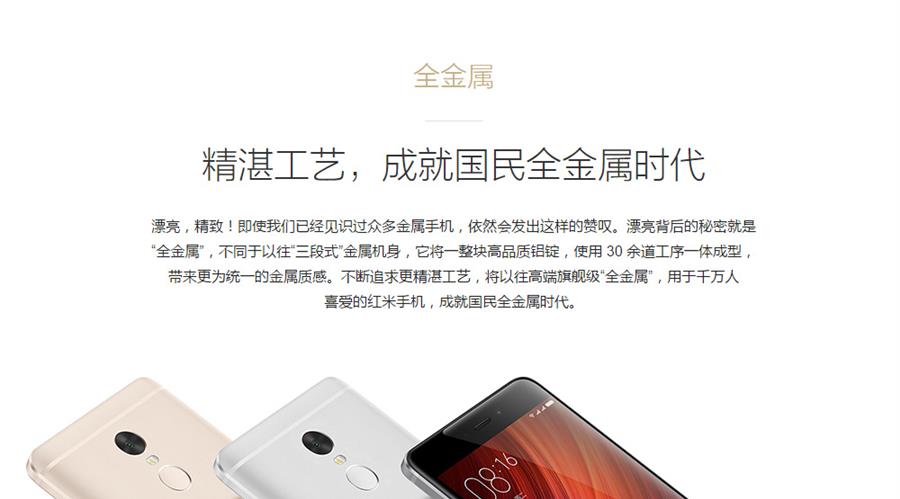 全金属
精湛工艺，成就国民全金属时代
漂亮，精致！即使我们已经见识过众多金属手机，依然会发出这样的赞叹。漂亮背后的秘密就是
“全金属”，不同于以往“三段式”金属机身，它将一整块高品质铝锭，使用 30 余道工序一体成型，
带来更为统一的金属质感。不断追求更精湛工艺，将以往高端旗舰级“全金属”，用于千万人
喜爱的红米手机，成就国民全金属时代。
08:16